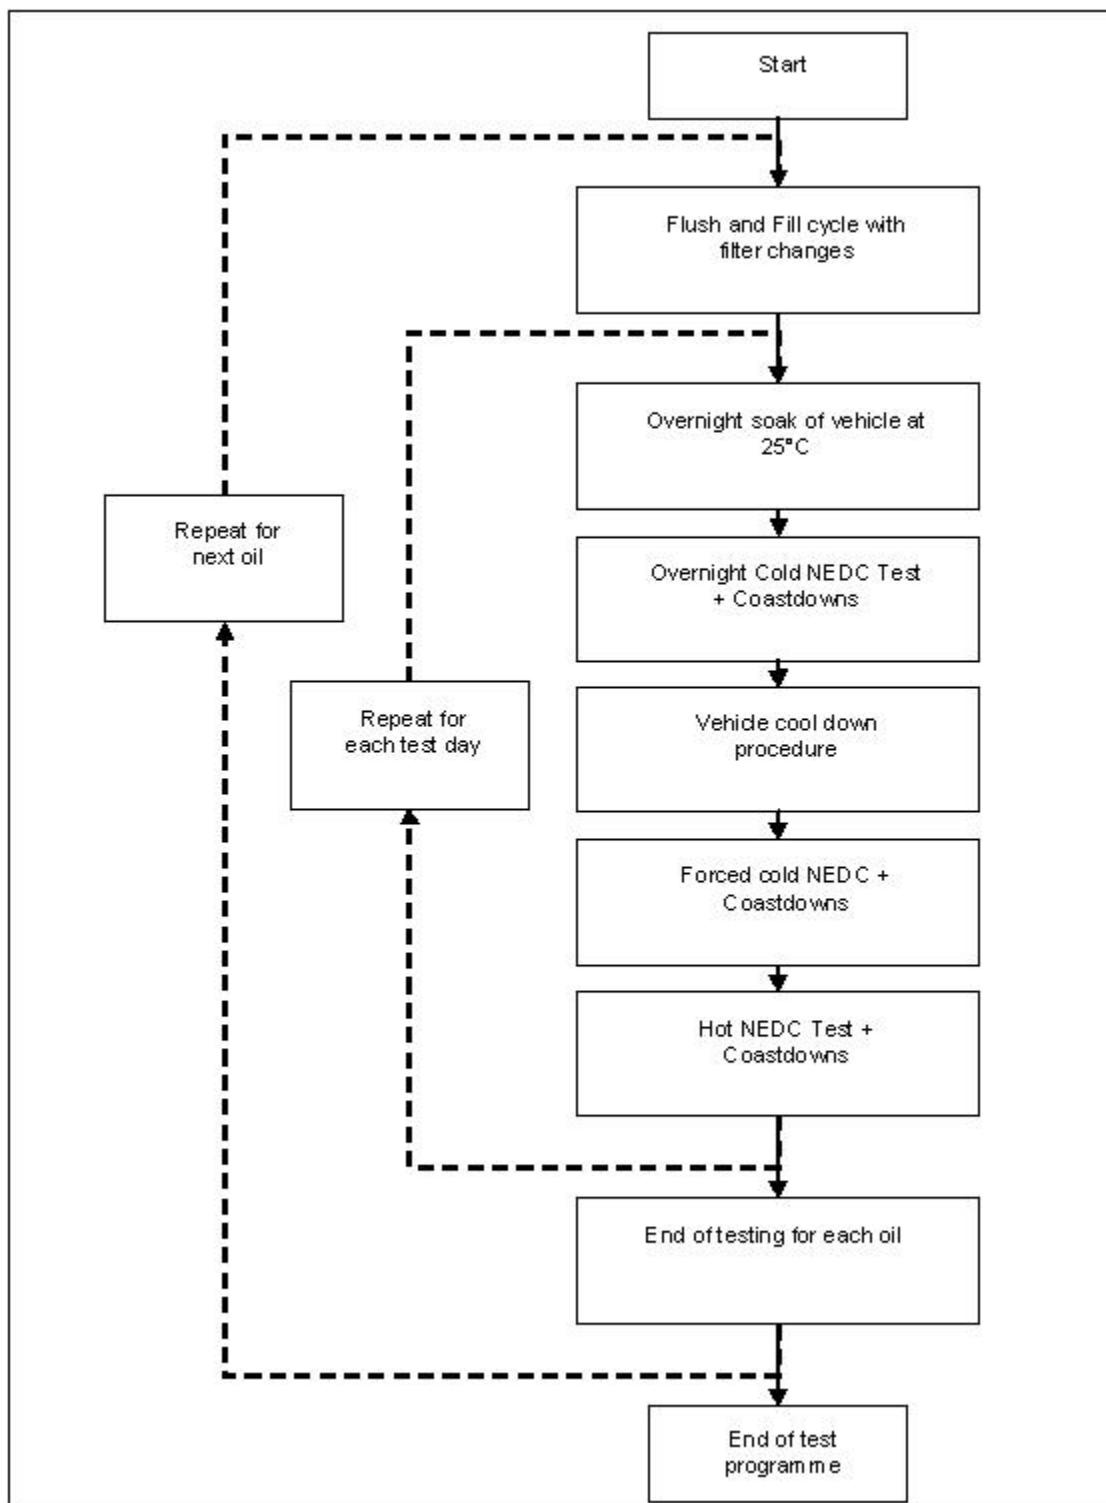 Start
Flush and Fill cycle with
filter changes
Overnight soak of vehicle at
25°C
Repeat for
next oil
Overnight Cold NEDC Test
+ Coastdowns
Repeat for
each test day
Vehicle cool down
procedure
Forced cold NEDC +
Coastdowns
Hot NEDC Test +
Coastdowns
End of testing for each oil
End of test
programme